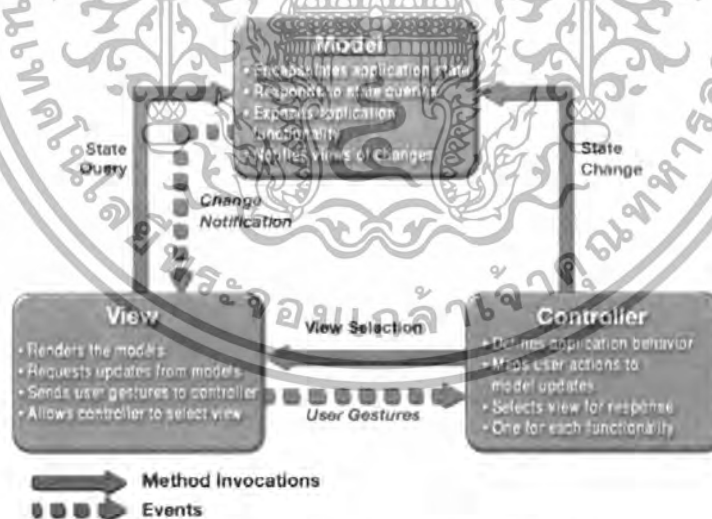 Model
• Encapsulates application state
• Responds to state queries
• Exposes application
functionality
• Notifies views of changes
State
Query
State
Change
Change
Notification
View
• Renders the models
• Requests updates from models
• Sends user gestures to controller
• Allows controller to select view
View Selection
User Gestures
Controller
• Defines application behavior
• Maps user actions to
model updates
• Selects view for response
• One for each functionality
Method Invocations
Events